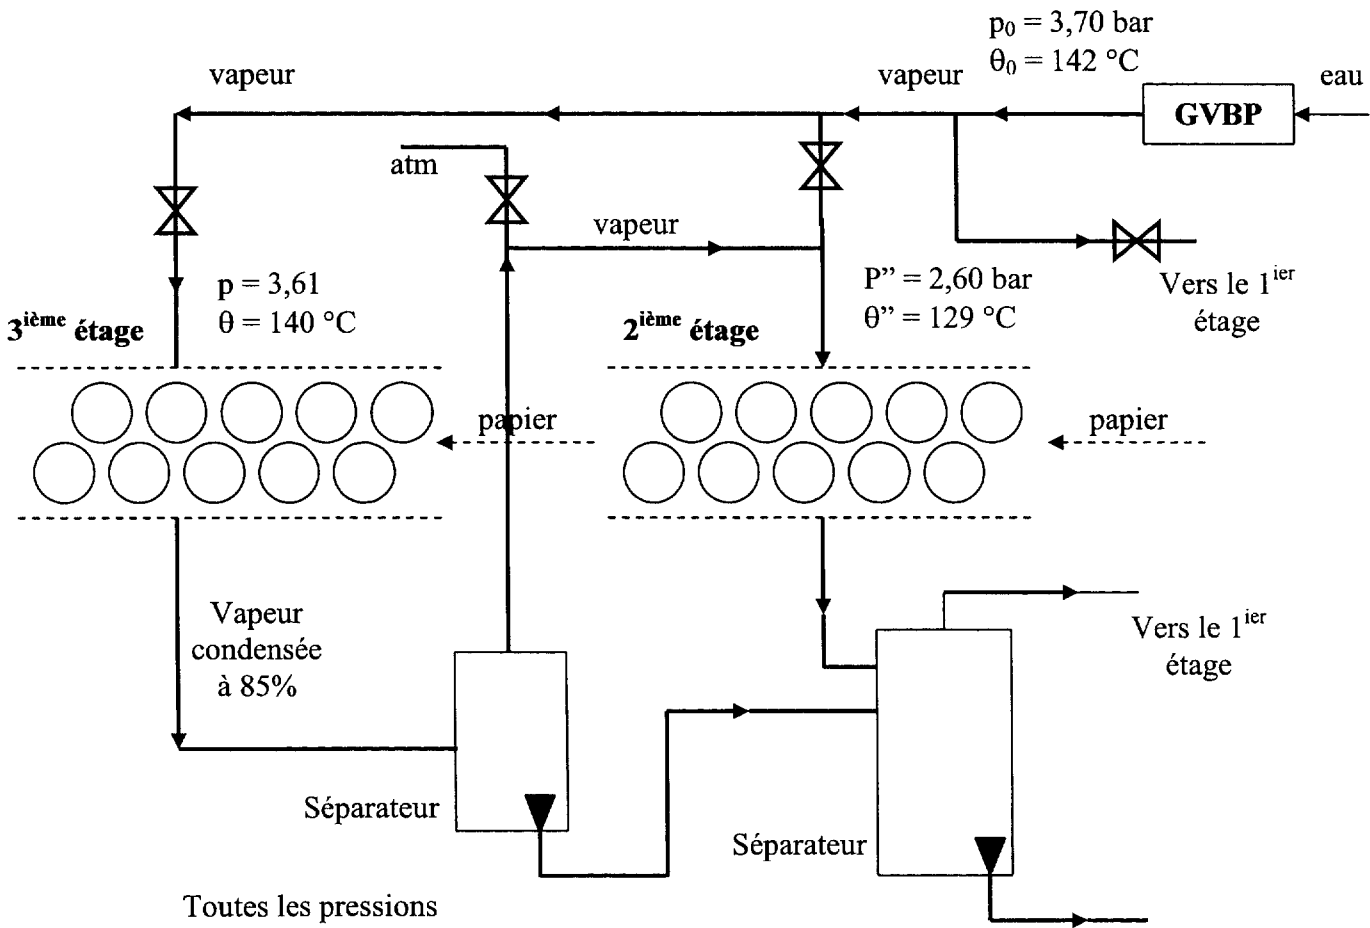 p₀ = 3,70 bar
θ₀ = 142 °C
vapeur
vapeur
eau
GVBP
atm
vapeur
p = 3,61
θ = 140 °C
P” = 2,60 bar
θ” = 129 °C
Vers le 1ier
étage
3ième étage
2ième étage
papier
papier
Vapeur
condensée
à 85%
Vers le 1ier
étage
Séparateur
Séparateur
Toutes les pressions